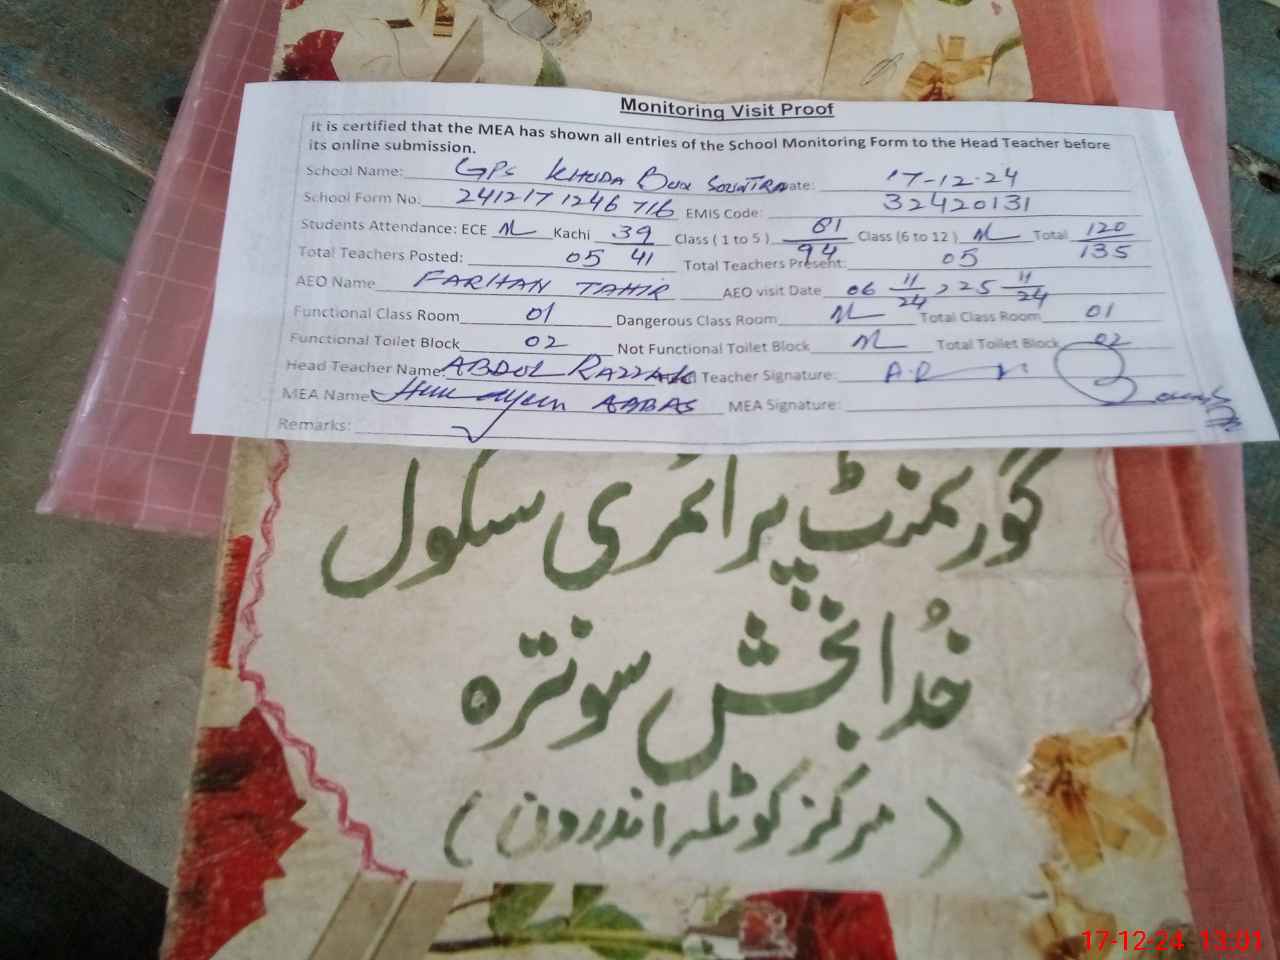 Monitoring Visit Proof
it is certified that the MEA has shown all entries of the School Monitoring Form to the Head Teacher before
its online submission.
School Name: GPS KHUDA Bux SOUNTRA Date: 17-12-24
School Form No. 241217 1246 716 EMIS Code: 32420131
Students Attendance: ECE Kachi 39 Class ( 1 to 5 ) 81 Class (6 to 12 ) Total 120
41 94 135
Total Teachers Posted: 05 Total Teachers Present: 05
AEO Name FARHAN TAHIR AEO visit Date 06 11/24 , 25 11/24
Functional Class Room 01 Dangerous Class Room Total Class Room 01
Functional Toilet Block 02 Not Functional Toilet Block Total Toilet Block 02
Head Teacher Name ABDUL RAZZAK Teacher Signature: A.R
MEA Name AABAS MEA Signature:
Remarks:
گورنمنٹ پرائمری سکول
خدا بخش سونترہ
( مرکز کوٹلہ اندرون )
17-12-24 13:01